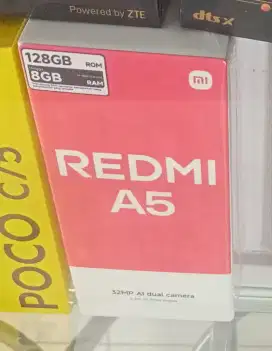 Powered by ZTE
dts X
128GB ROM
8GB RAM
mi
REDMI
A5
32MP AI dual camera
POCO C75